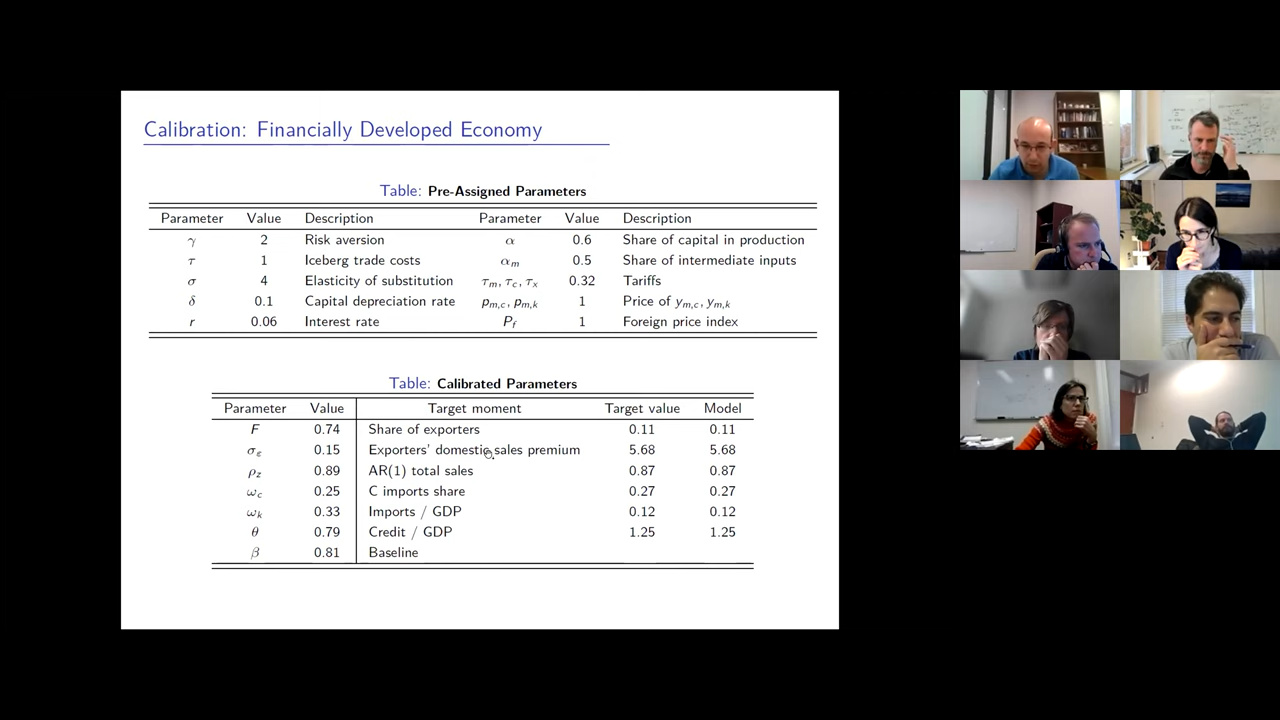 Calibration: Financially Developed Economy
Table: Pre-Assigned Parameters
Parameter Value Description Parameter Value Description
γ 2 Risk aversion α 0.6 Share of capital in production
τ 1 Iceberg trade costs α_m 0.5 Share of intermediate inputs
σ 4 Elasticity of substitution τ_m, τ_c, τ_x 0.32 Tariffs
δ 0.1 Capital depreciation rate p_{m,c}, p_{m,k} 1 Price of y_{m,c}, y_{m,k}
r 0.06 Interest rate P_f 1 Foreign price index
Table: Calibrated Parameters
Parameter Value Target moment Target value Model
F 0.74 Share of exporters 0.11 0.11
σ_ε 0.15 Exporters' domestic sales premium 5.68 5.68
ρ_z 0.89 AR(1) total sales 0.87 0.87
ω_c 0.25 C imports share 0.27 0.27
ω_k 0.33 Imports / GDP 0.12 0.12
θ 0.79 Credit / GDP 1.25 1.25
β 0.81 Baseline